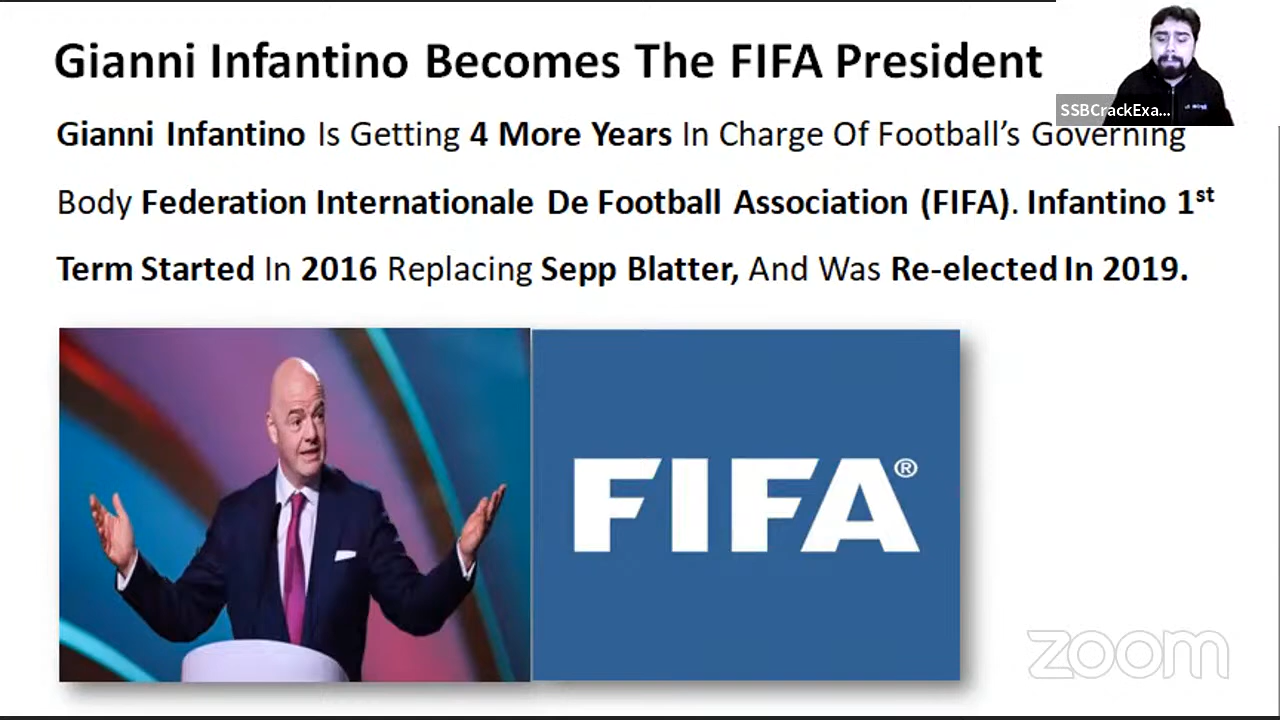 Gianni Infantino Becomes The FIFA President
SSBCrackExa...
Gianni Infantino Is Getting 4 More Years In Charge Of Football's Governing
Body Federation Internationale De Football Association (FIFA). Infantino 1st
Term Started In 2016 Replacing Sepp Blatter, And Was Re-elected In 2019.
FIFA®
zoom